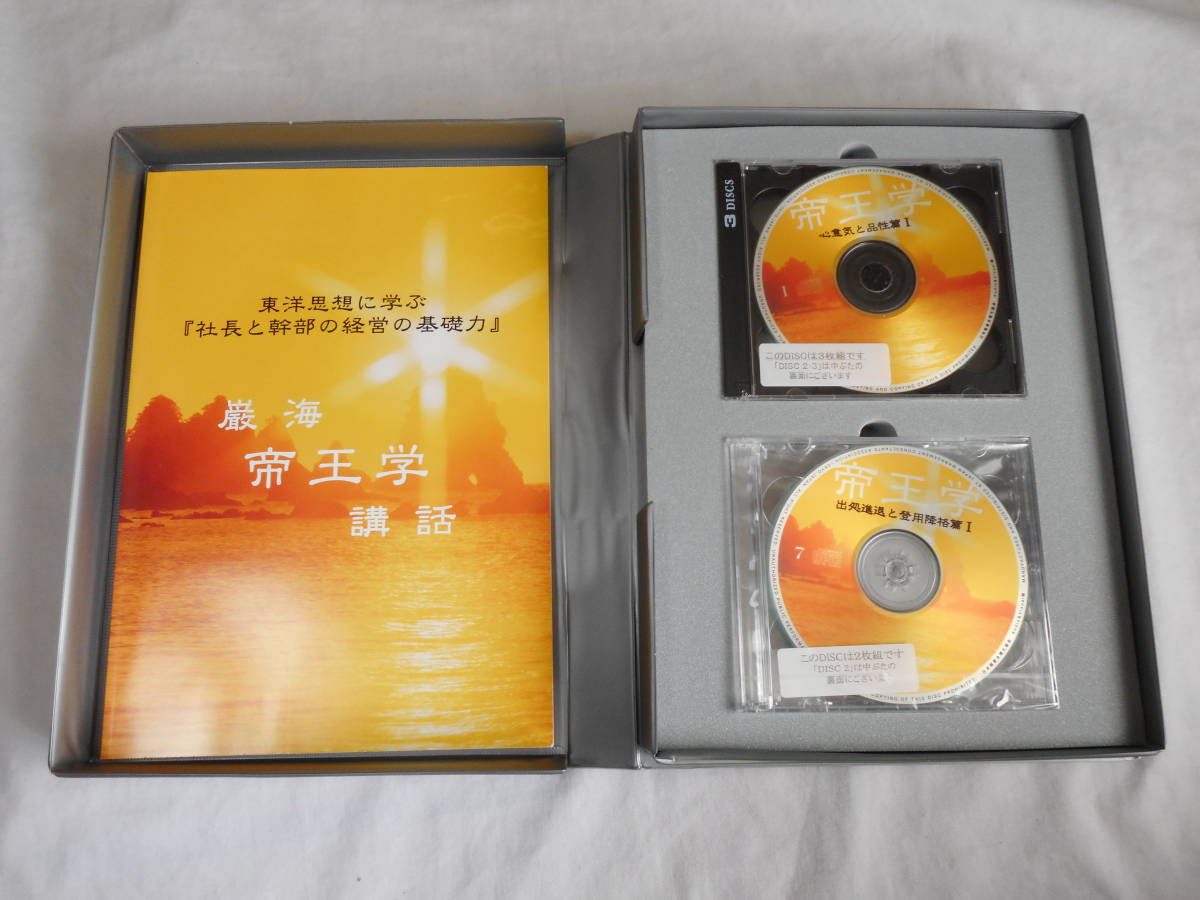 東洋思想に学ぶ
『社長と幹部の経営の基礎力』
巌海
帝王学
講話
3 DISCS
帝王学
心意気と品性篇 I
1
このDISCは3枚組です
「DISC 2·3」は中ぶたの
裏面にございます
帝王学
出処進退と登用降格篇 I
7
このDISCは2枚組です
「DISC 2」は中ぶたの
裏面にございま